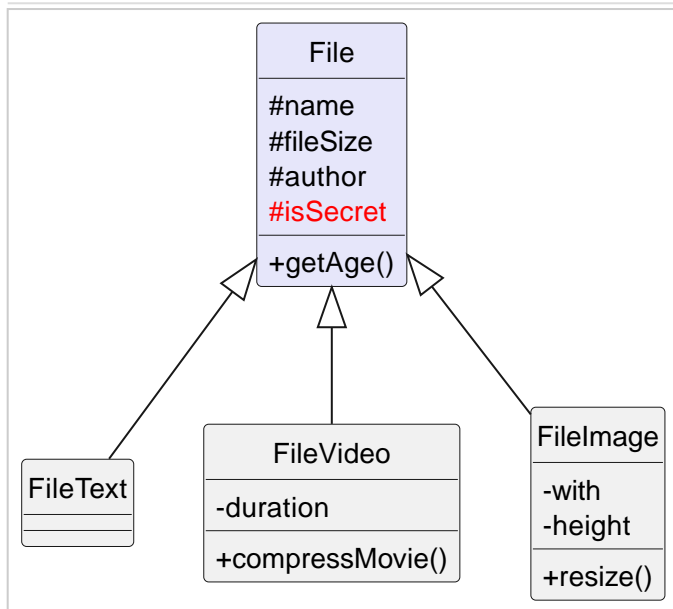 File
#name
#fileSize
#author
#isSecret
+getAge()
FileText
FileVideo
-duration
+compressMovie()
FileImage
-with
-height
+resize()